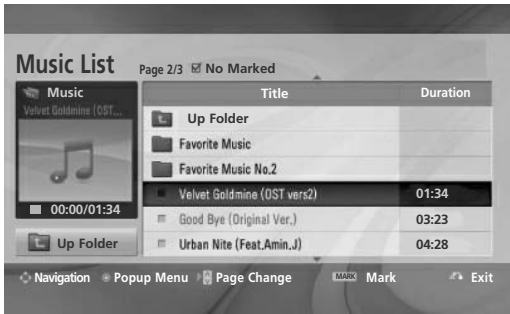 Music List Page 2/3 No Marked
Music
Velvet Goldmine (OST...
00:00/01:34
Up Folder
Title Duration
Up Folder
Favorite Music
Favorite Music No.2
Velvet Goldmine (OST vers2) 01:34
Good Bye (Original Ver.) 03:23
Urban Nite (Feat.Amin.J) 04:28
Navigation Popup Menu Page Change MARK Mark Exit